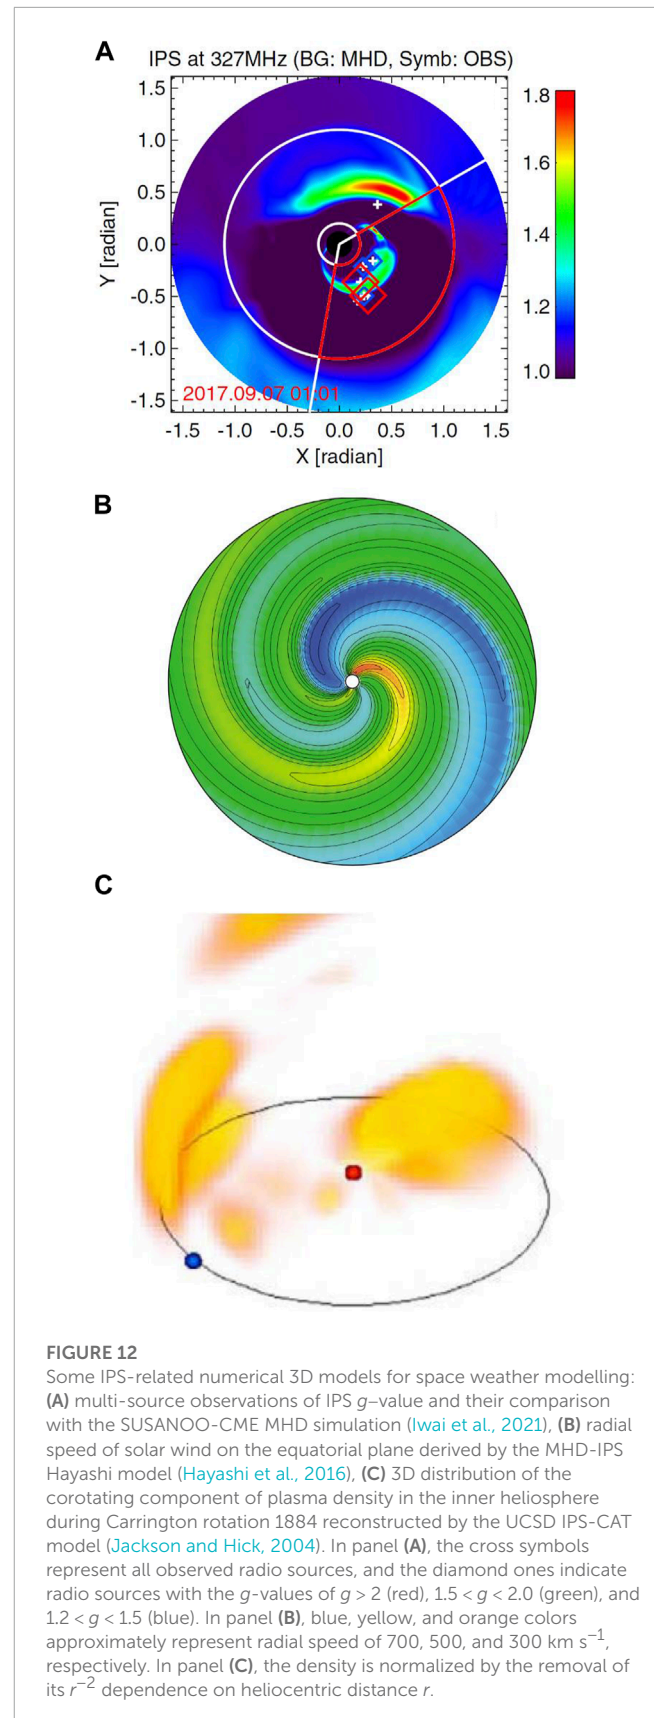 A
IPS at 327MHz (BG: MHD, Symb: OBS)
1.5
1.0
0.5
0.0
-0.5
-1.0
-1.5
Y [radian]
2017.09.07 01:01
-1.5 -1.0 -0.5 0.0 0.5 1.0 1.5
X [radian]
1.8
1.6
1.4
1.2
1.0
B
C
FIGURE 12
Some IPS-related numerical 3D models for space weather modelling:
(A) multi-source observations of IPS g–value and their comparison
with the SUSANOO-CME MHD simulation (Iwai et al., 2021), (B) radial
speed of solar wind on the equatorial plane derived by the MHD-IPS
Hayashi model (Hayashi et al., 2016), (C) 3D distribution of the
corotating component of plasma density in the inner heliosphere
during Carrington rotation 1884 reconstructed by the UCSD IPS-CAT
model (Jackson and Hick, 2004). In panel (A), the cross symbols
represent all observed radio sources, and the diamond ones indicate
radio sources with the g-values of g > 2 (red), 1.5 < g < 2.0 (green), and
1.2 < g < 1.5 (blue). In panel (B), blue, yellow, and orange colors
approximately represent radial speed of 700, 500, and 300 km s⁻¹,
respectively. In panel (C), the density is normalized by the removal of
its r⁻² dependence on heliocentric distance r.